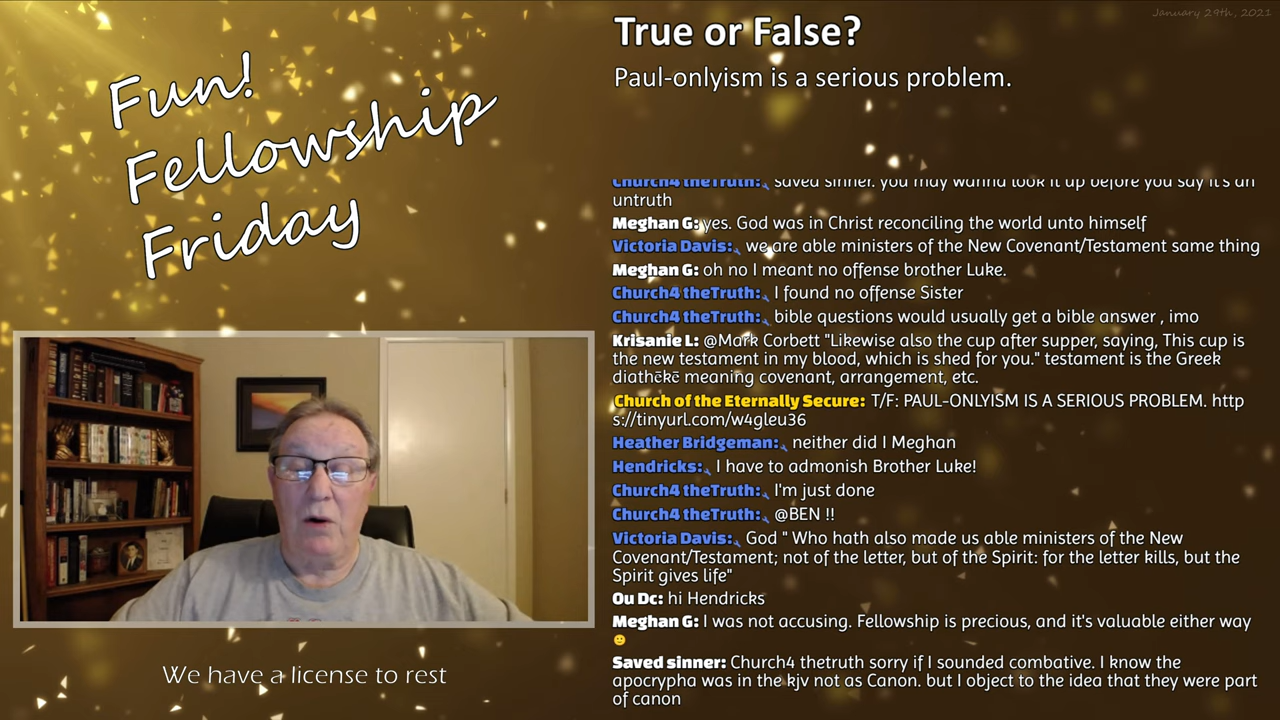 Fun!
Fellowship
Friday
We have a license to rest
January 29th, 2021
True or False?
Paul-onlyism is a serious problem.
Church4 theTruth: saved sinner. you may wanna look it up before you say it's an
untruth
Meghan G: yes. God was in Christ reconciling the world unto himself
Victoria Davis: we are able ministers of the New Covenant/Testament same thing
Meghan G: oh no I meant no offense brother Luke.
Church4 theTruth: I found no offense Sister
Church4 theTruth: bible questions would usually get a bible answer , imo
Krisanie L: @Mark Corbett "Likewise also the cup after supper, saying, This cup is
the new testament in my blood, which is shed for you." testament is the Greek
diathēkē meaning covenant, arrangement, etc.
Church of the Eternally Secure: T/F: PAUL-ONLYISM IS A SERIOUS PROBLEM. http
s://tinyurl.com/w4gleu36
Heather Bridgeman: neither did I Meghan
Hendricks: I have to admonish Brother Luke!
Church4 theTruth: I'm just done
Church4 theTruth: @BEN !!
Victoria Davis: God " Who hath also made us able ministers of the New
Covenant/Testament; not of the letter, but of the Spirit: for the letter kills, but the
Spirit gives life"
Ou Dc: hi Hendricks
Meghan G: I was not accusing. Fellowship is precious, and it's valuable either way
🙂
Saved sinner: Church4 thetruth sorry if I sounded combative. I know the
apocrypha was in the kjv not as Canon. but I object to the idea that they were part
of canon